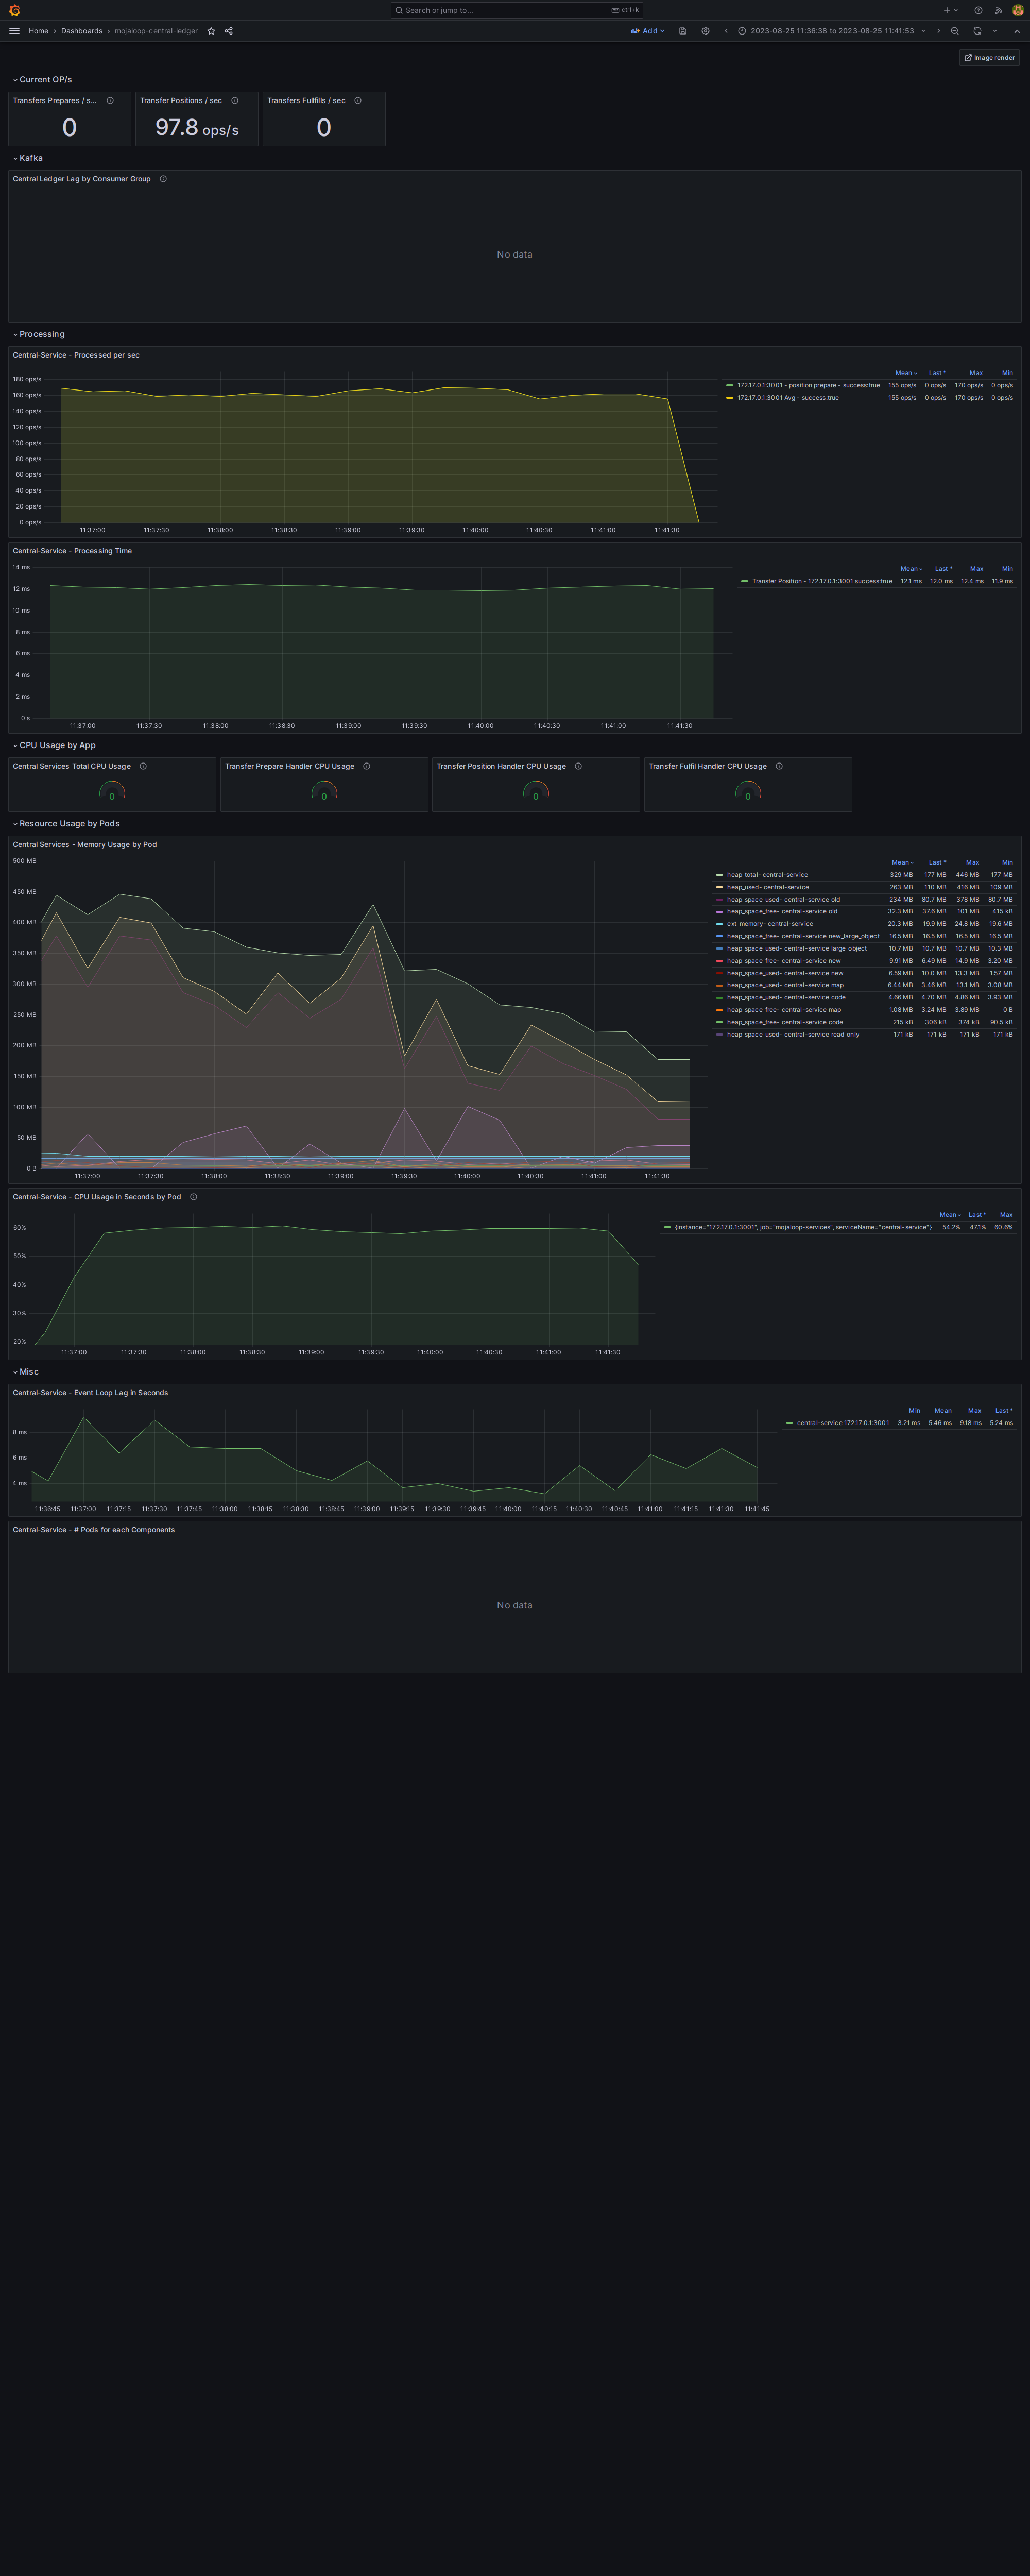 Search or jump to... ctrl+k
Home › Dashboards › mojaloop-central-ledger Add 2023-08-25 11:36:38 to 2023-08-25 11:41:53
Image render
Current OP/s
Transfers Prepares / s... Transfer Positions / sec Transfers Fullfills / sec
0 97.8 ops/s 0
Kafka
Central Ledger Lag by Consumer Group
No data
Processing
Central-Service - Processed per sec
Mean Last * Max Min
172.17.0.1:3001 - position prepare - success:true 155 ops/s 0 ops/s 170 ops/s 0 ops/s
172.17.0.1:3001 Avg - success:true 155 ops/s 0 ops/s 170 ops/s 0 ops/s
180 ops/s
160 ops/s
140 ops/s
120 ops/s
100 ops/s
80 ops/s
60 ops/s
40 ops/s
20 ops/s
0 ops/s
11:37:00 11:37:30 11:38:00 11:38:30 11:39:00 11:39:30 11:40:00 11:40:30 11:41:00 11:41:30
Central-Service - Processing Time
Mean Last * Max Min
Transfer Position - 172.17.0.1:3001 success:true 12.1 ms 12.0 ms 12.4 ms 11.9 ms
14 ms
12 ms
10 ms
8 ms
6 ms
4 ms
2 ms
0 s
11:37:00 11:37:30 11:38:00 11:38:30 11:39:00 11:39:30 11:40:00 11:40:30 11:41:00 11:41:30
CPU Usage by App
Central Services Total CPU Usage Transfer Prepare Handler CPU Usage Transfer Position Handler CPU Usage Transfer Fulfil Handler CPU Usage
0 0 0 0
Resource Usage by Pods
Central Services - Memory Usage by Pod
Mean Last * Max Min
heap_total- central-service 329 MB 177 MB 446 MB 177 MB
heap_used- central-service 263 MB 110 MB 416 MB 109 MB
heap_space_used- central-service old 234 MB 80.7 MB 378 MB 80.7 MB
heap_space_free- central-service old 32.3 MB 37.6 MB 101 MB 415 kB
ext_memory- central-service 20.3 MB 19.9 MB 24.8 MB 19.6 MB
heap_space_free- central-service new_large_object 16.5 MB 16.5 MB 16.5 MB 16.5 MB
heap_space_used- central-service large_object 10.7 MB 10.7 MB 10.7 MB 10.3 MB
heap_space_free- central-service new 9.91 MB 6.49 MB 14.9 MB 3.20 MB
heap_space_used- central-service new 6.59 MB 10.0 MB 13.3 MB 1.57 MB
heap_space_used- central-service map 6.44 MB 3.46 MB 13.1 MB 3.08 MB
heap_space_used- central-service code 4.66 MB 4.70 MB 4.86 MB 3.93 MB
heap_space_free- central-service map 1.08 MB 3.24 MB 3.89 MB 0 B
heap_space_free- central-service code 215 kB 306 kB 374 kB 90.5 kB
heap_space_used- central-service read_only 171 kB 171 kB 171 kB 171 kB
500 MB
450 MB
400 MB
350 MB
300 MB
250 MB
200 MB
150 MB
100 MB
50 MB
0 B
11:37:00 11:37:30 11:38:00 11:38:30 11:39:00 11:39:30 11:40:00 11:40:30 11:41:00 11:41:30
Central-Service - CPU Usage in Seconds by Pod
Mean Last * Max
{instance="172.17.0.1:3001", job="mojaloop-services", serviceName="central-service"} 54.2% 47.1% 60.6%
60%
50%
40%
30%
20%
11:37:00 11:37:30 11:38:00 11:38:30 11:39:00 11:39:30 11:40:00 11:40:30 11:41:00 11:41:30
Misc
Central-Service - Event Loop Lag in Seconds
Min Mean Max Last *
central-service 172.17.0.1:3001 3.21 ms 5.46 ms 9.18 ms 5.24 ms
8 ms
6 ms
4 ms
11:36:45 11:37:00 11:37:15 11:37:30 11:37:45 11:38:00 11:38:15 11:38:30 11:38:45 11:39:00 11:39:15 11:39:30 11:39:45 11:40:00 11:40:15 11:40:30 11:40:45 11:41:00 11:41:15 11:41:30 11:41:45
Central-Service - # Pods for each Components
No data